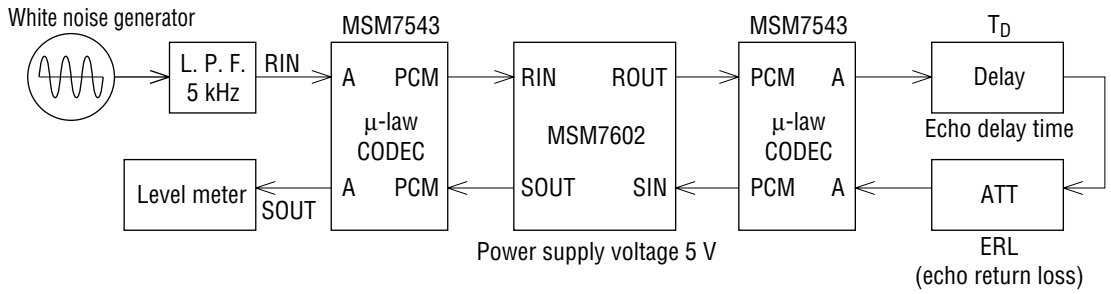 White noise generator
L. P. F.
5 kHz
RIN
MSM7543
A
PCM
μ-law
CODEC
A
PCM
RIN
ROUT
MSM7602
SOUT
SIN
Power supply voltage 5 V
MSM7543
PCM
A
μ-law
CODEC
PCM
A
TD
Delay
Echo delay time
ATT
ERL
(echo return loss)
Level meter
SOUT